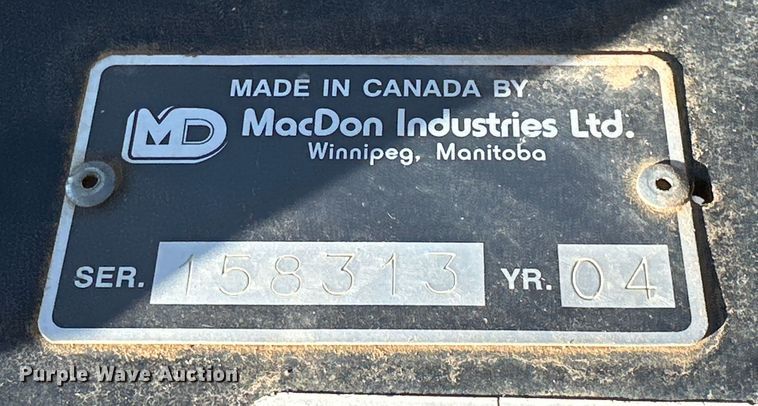 MADE IN CANADA BY
MD MacDon Industries Ltd.
Winnipeg, Manitoba
SER. 158313 YR. 04
Purple Wave Auction